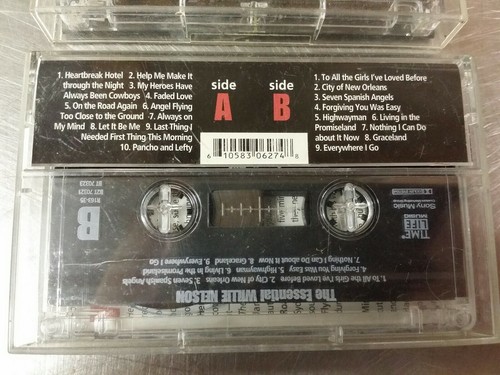 1. Heartbreak Hotel 2. Help Me Make It
through the Night 3. My Heroes Have
Always Been Cowboys 4. Faded Love
5. On the Road Again 6. Angel Flying
Too Close to the Ground 7. Always on
My Mind 8. Let It Be Me 9. Last Thing I
Needed First Thing This Morning
10. Pancho and Lefty
side
A
side
B
6 10583 06274 8
1. To All the Girls I've Loved Before
2. City of New Orleans
3. Seven Spanish Angels
4. Forgiving You Was Easy
5. Highwayman 6. Living in the
Promiseland 7. Nothing I Can Do
about It Now 8. Graceland
9. Everywhere I Go
The Essential WILLIE NELSON
1. To All the Girls I've Loved Before 2. City of New Orleans 3. Seven Spanish Angels
4. Forgiving You Was Easy 5. Highwayman 6. Living in the Promiseland
7. Nothing I Can Do about It Now 8. Graceland 9. Everywhere I Go
TIME
LIFE
MUSIC
Sony Music
B